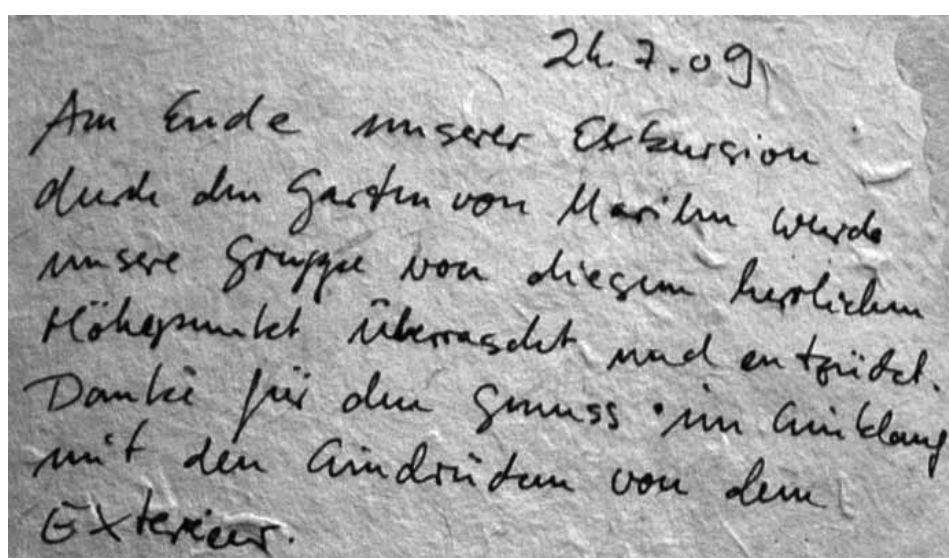 24.7.09
Am Ende unserer Exkursion
durch den Garten von Marihn wurde
unsere Gruppe von diesem herrlichen
Höhepunkt überrascht und entzückt.
Danke für den Genuss im Einklang
mit den Eindrücken von dem
Exterieur.